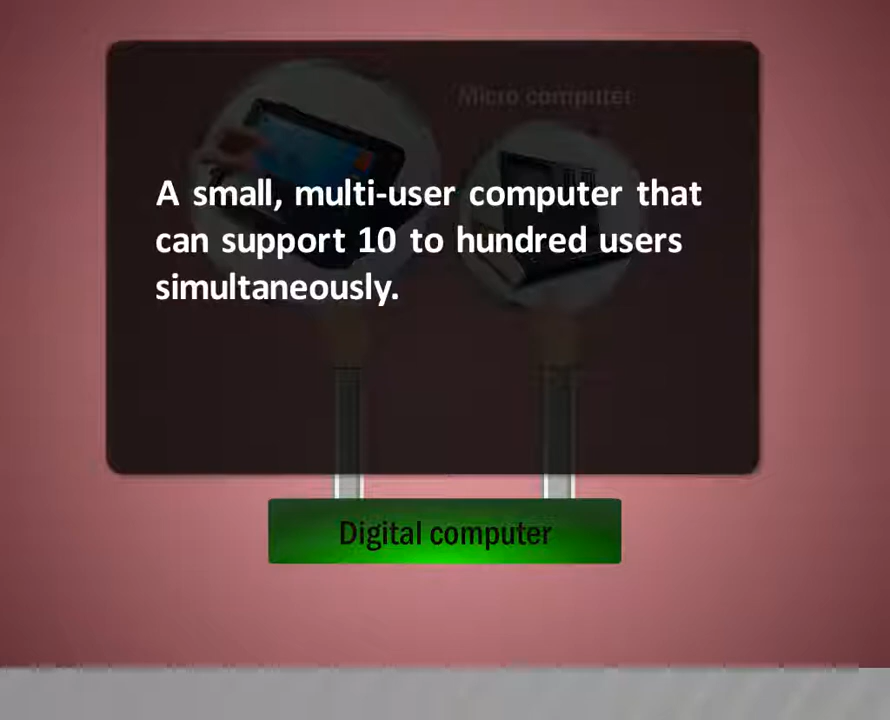 Micro computer
A small, multi-user computer that
can support 10 to hundred users
simultaneously.
Digital computer